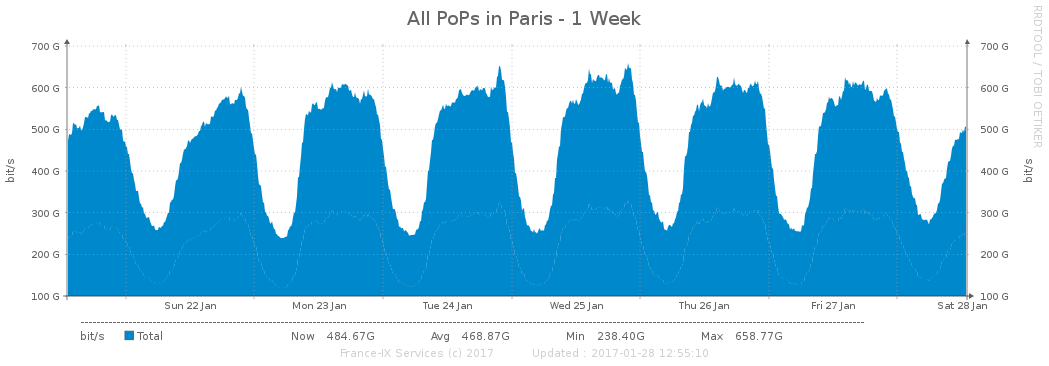 All PoPs in Paris - 1 Week
RRDTOOL / TOBI OETIKER
700 G 700 G
600 G 600 G
500 G 500 G
400 G 400 G
300 G 300 G
200 G 200 G
100 G 100 G
bit/s
bit/s
Sun 22 Jan Mon 23 Jan Tue 24 Jan Wed 25 Jan Thu 26 Jan Fri 27 Jan Sat 28 Jan
bit/s Total Now 484.67G Avg 468.87G Min 238.40G Max 658.77G
France-IX Services (c) 2017 Updated : 2017-01-28 12:55:10